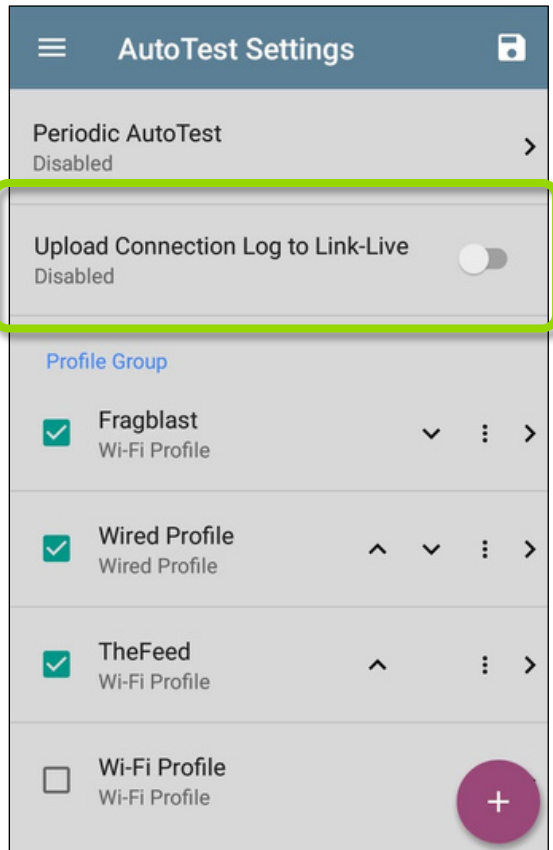 AutoTest Settings
Periodic AutoTest
Disabled
Upload Connection Log to Link-Live
Disabled
Profile Group
Fragblast
Wi-Fi Profile
Wired Profile
Wired Profile
TheFeed
Wi-Fi Profile
Wi-Fi Profile
Wi-Fi Profile